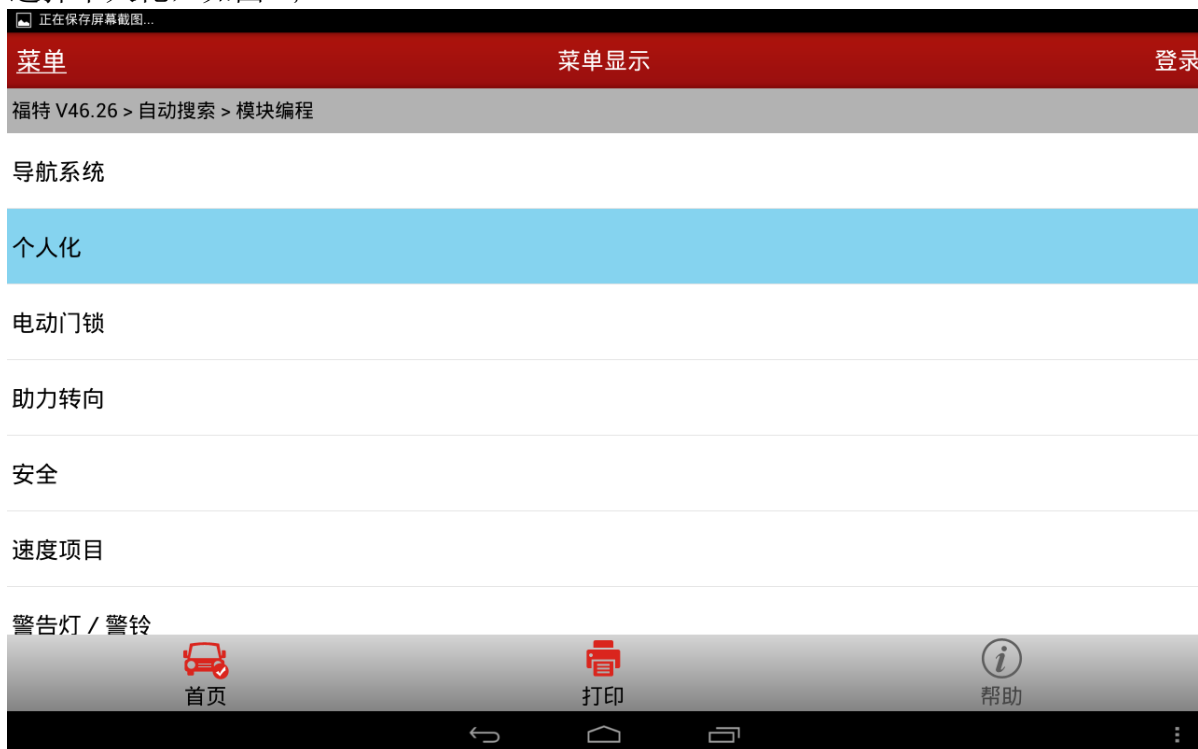 正在保存屏幕截图...
菜单 菜单显示 登录
福特 V46.26 > 自动搜索 > 模块编程
导航系统
个人化
电动门锁
助力转向
安全
速度项目
警告灯 / 警铃
首页 打印 帮助